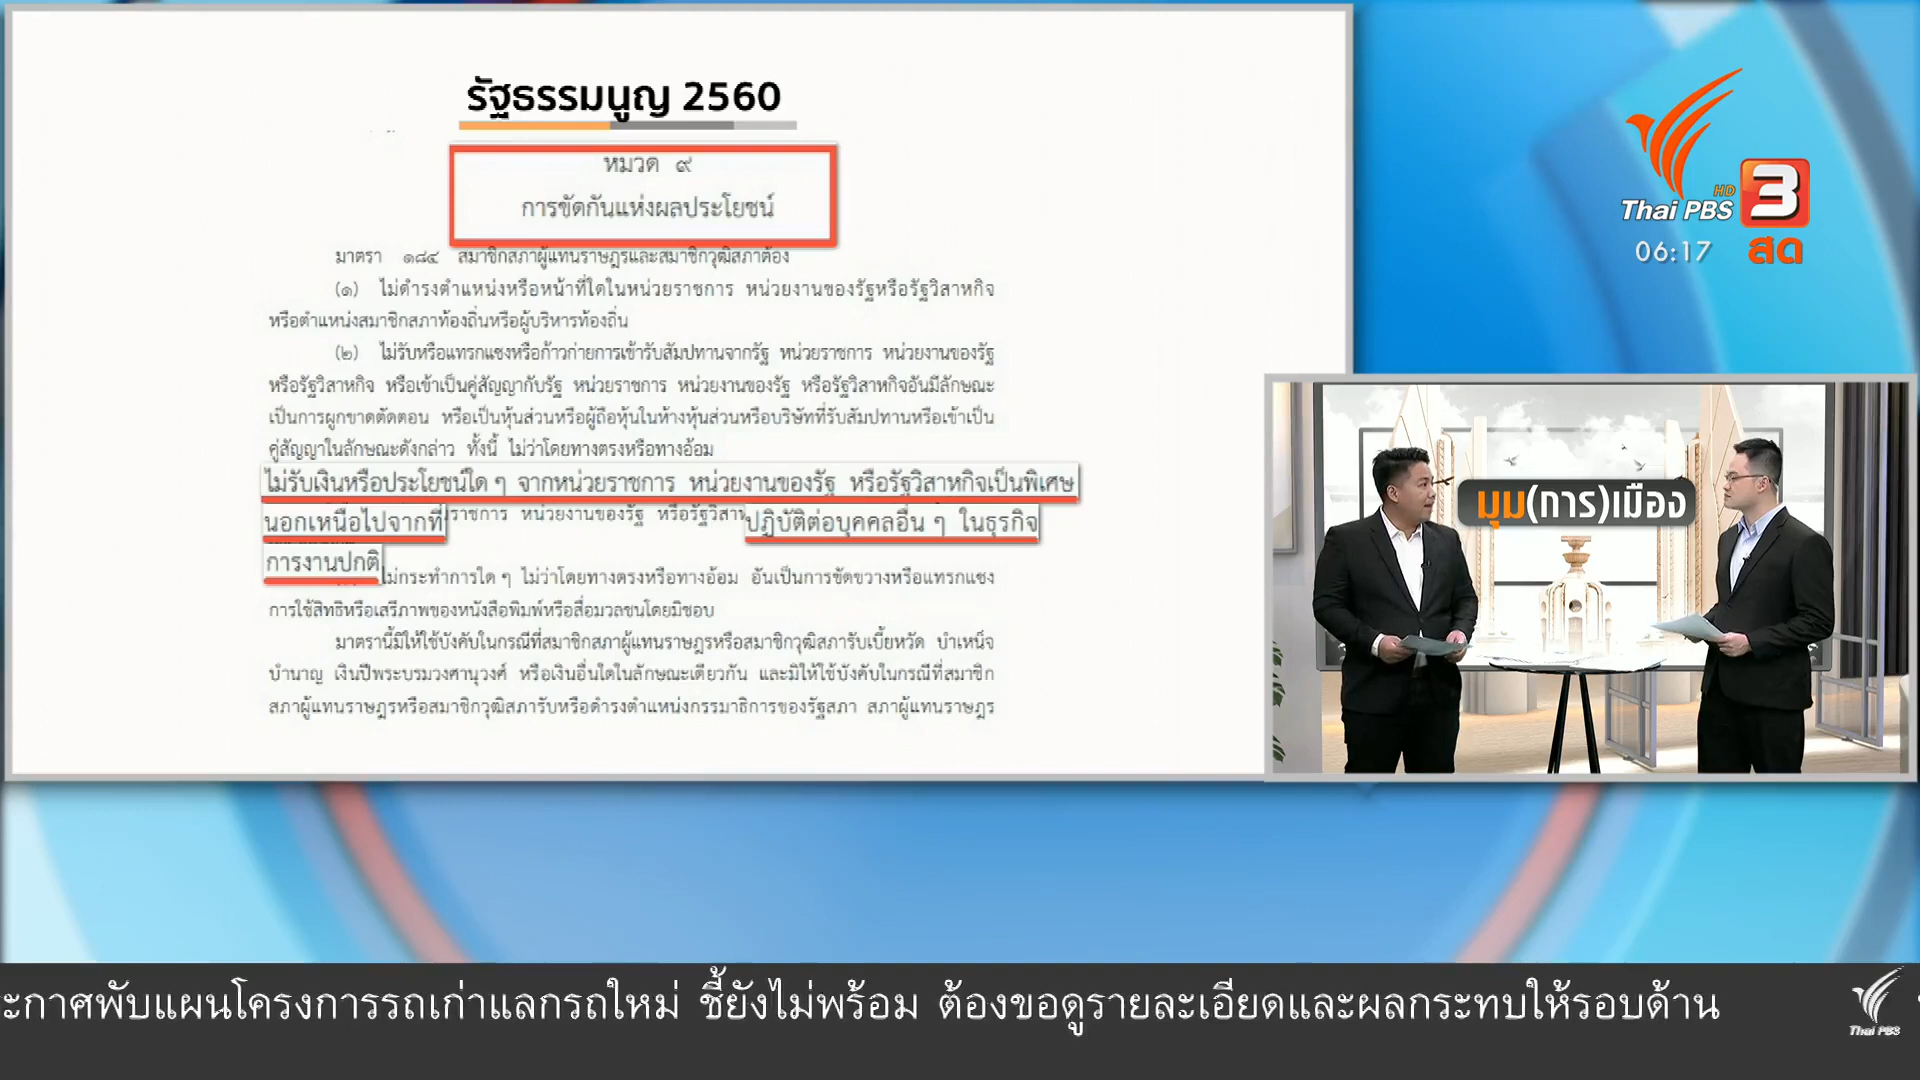 รัฐธรรมนูญ 2560
หมวด ๙
การขัดกันแห่งผลประโยชน์
มาตรา ๑๘๔ สมาชิกสภาผู้แทนราษฎรและสมาชิกวุฒิสภาต้อง
(๑) ไม่ดำรงตำแหน่งหรือหน้าที่ใดในหน่วยราชการ หน่วยงานของรัฐหรือรัฐวิสาหกิจ
หรือตำแหน่งสมาชิกสภาท้องถิ่นหรือผู้บริหารท้องถิ่น
(๒) ไม่รับหรือแทรกแซงหรือก้าวก่ายการเข้ารับสัมปทานจากรัฐ หน่วยราชการ หน่วยงานของรัฐ
หรือรัฐวิสาหกิจ หรือเข้าเป็นคู่สัญญากับรัฐ หน่วยราชการ หน่วยงานของรัฐ หรือรัฐวิสาหกิจอันมีลักษณะ
เป็นการผูกขาดตัดตอน หรือเป็นหุ้นส่วนหรือผู้ถือหุ้นในห้างหุ้นส่วนหรือบริษัทที่รับสัมปทานหรือเข้าเป็น
คู่สัญญาในลักษณะดังกล่าว ทั้งนี้ ไม่ว่าโดยทางตรงหรือทางอ้อม
ไม่รับเงินหรือประโยชน์ใด ๆ จากหน่วยราชการ หน่วยงานของรัฐ หรือรัฐวิสาหกิจเป็นพิเศษ
นอกเหนือไปจากที่ ราชการ หน่วยงานของรัฐ หรือรัฐวิสาห ปฏิบัติต่อบุคคลอื่น ๆ ในธุรกิจ
การงานปกติ ไม่กระทำการใด ๆ ไม่ว่าโดยทางตรงหรือทางอ้อม อันเป็นการขัดขวางหรือแทรกแซง
การใช้สิทธิหรือเสรีภาพของหนังสือพิมพ์หรือสื่อมวลชนโดยมิชอบ
มาตรานี้มิให้ใช้บังคับในกรณีที่สมาชิกสภาผู้แทนราษฎรหรือสมาชิกวุฒิสภารับเบี้ยหวัด บำเหน็จ
บำนาญ เงินปีพระบรมวงศานุวงศ์ หรือเงินอื่นใดในลักษณะเดียวกัน และมิให้ใช้บังคับในกรณีที่สมาชิก
สภาผู้แทนราษฎรหรือสมาชิกวุฒิสภารับหรือดำรงตำแหน่งกรรมาธิการของรัฐสภา สภาผู้แทนราษฎร
Thai PBS HD 3
06:17 สด
มุม(การ)เมือง
ะกาศพับแผนโครงการรถเก่าแลกรถใหม่ ชี้ยังไม่พร้อม ต้องขอดูรายละเอียดและผลกระทบให้รอบด้าน
Thai PBS